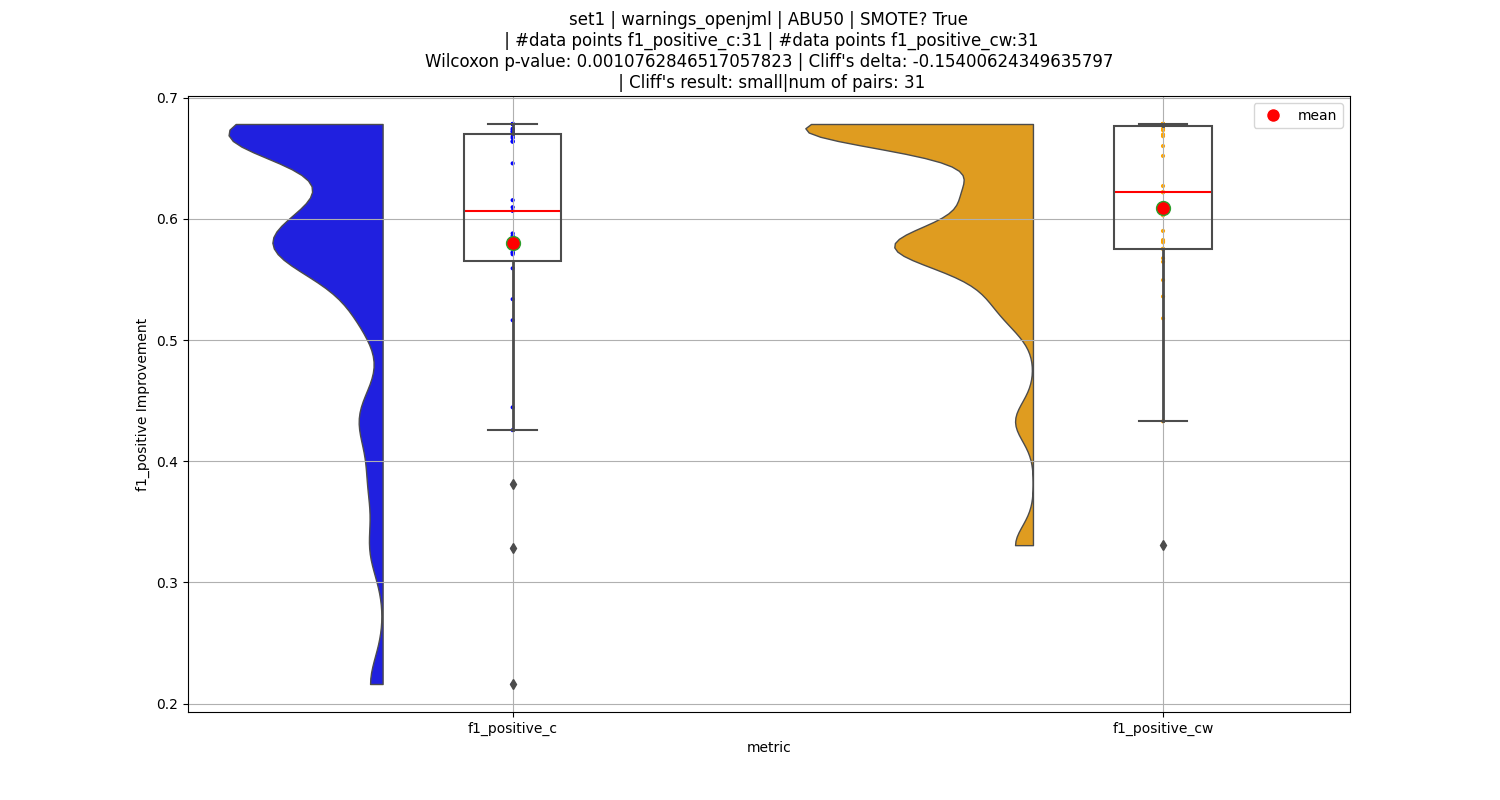 set1 | warnings_openjml | ABU50 | SMOTE? True
| #data points f1_positive_c:31 | #data points f1_positive_cw:31
Wilcoxon p-value: 0.0010762846517057823 | Cliff's delta: -0.15400624349635797
| Cliff's result: small|num of pairs: 31
mean
0.7
0.6
0.5
0.4
0.3
0.2
f1_positive Improvement
f1_positive_c
f1_positive_cw
metric